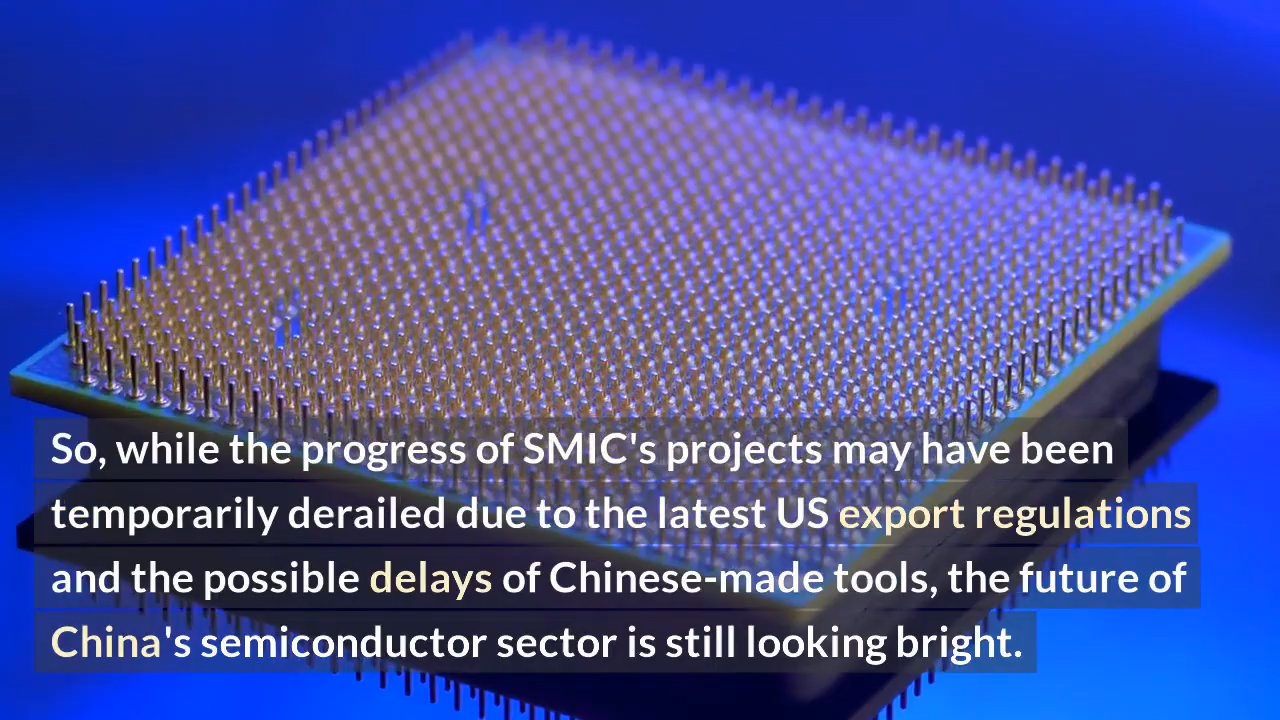 So, while the progress of SMIC's projects may have been
temporarily derailed due to the latest US export regulations
and the possible delays of Chinese-made tools, the future of
China's semiconductor sector is still looking bright.